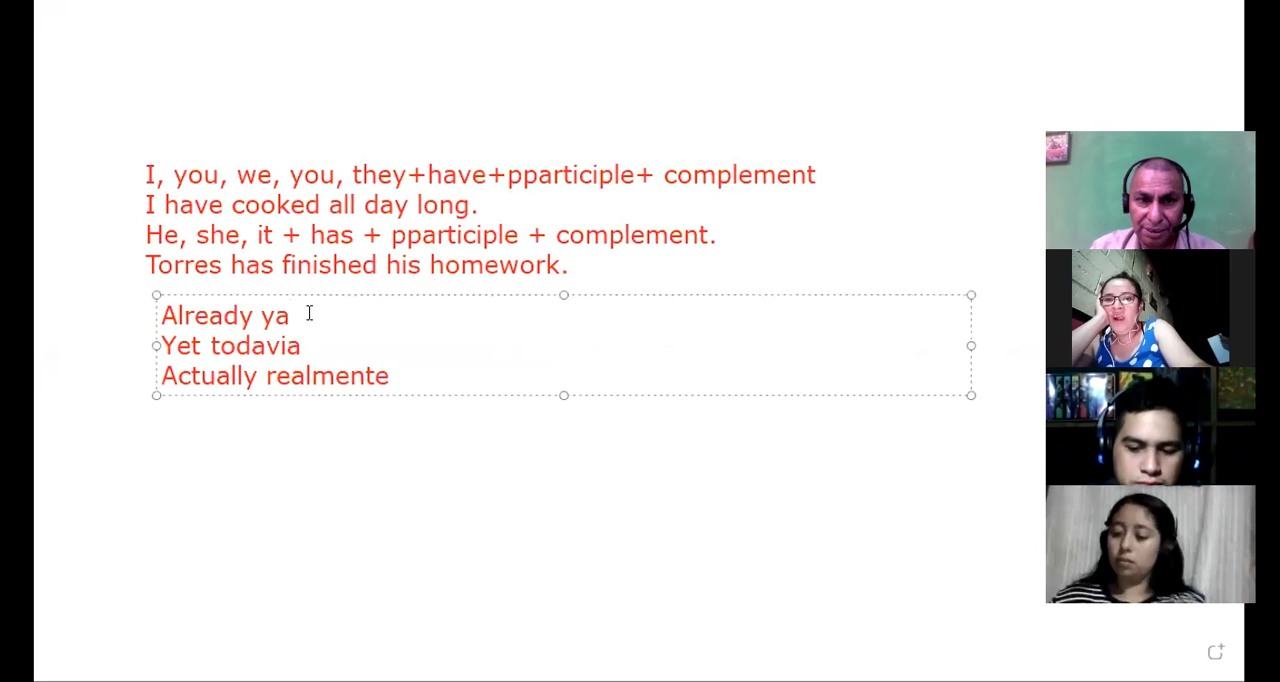 I, you, we, you, they+have+pparticiple+ complement
I have cooked all day long.
He, she, it + has + pparticiple + complement.
Torres has finished his homework.
Already ya
Yet todavia
Actually realmente